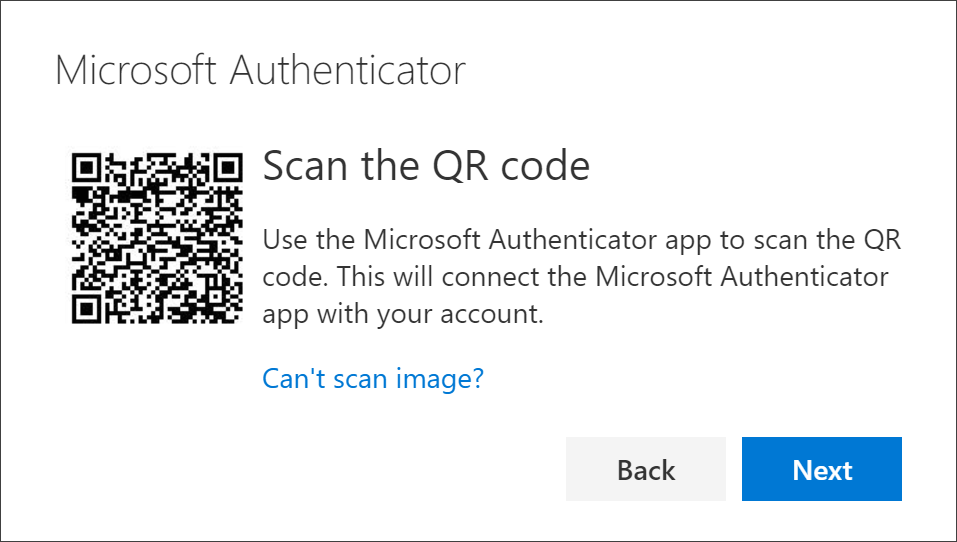 Microsoft Authenticator
Scan the QR code
Use the Microsoft Authenticator app to scan the QR
code. This will connect the Microsoft Authenticator
app with your account.
Can't scan image?
Back
Next